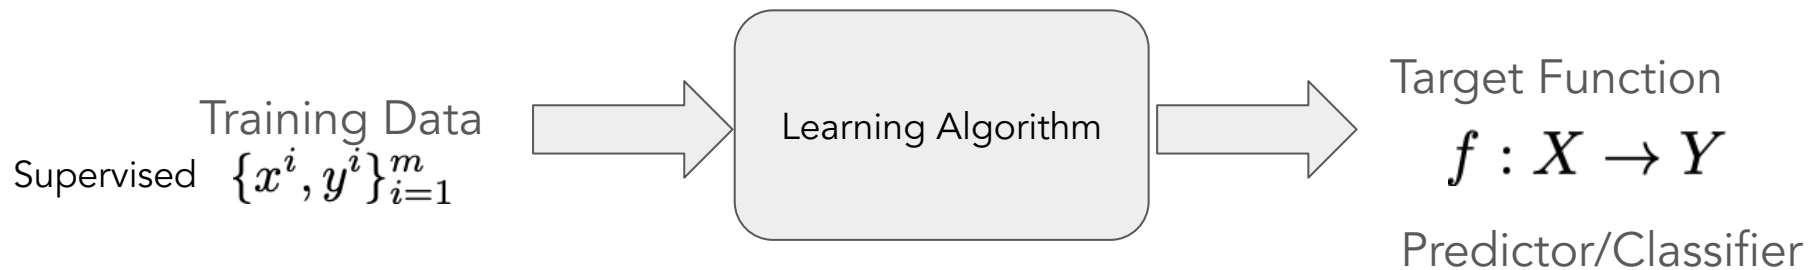 Training Data
Supervised {x^i, y^i}_{i=1}^m
Learning Algorithm
Target Function
f : X → Y
Predictor/Classifier